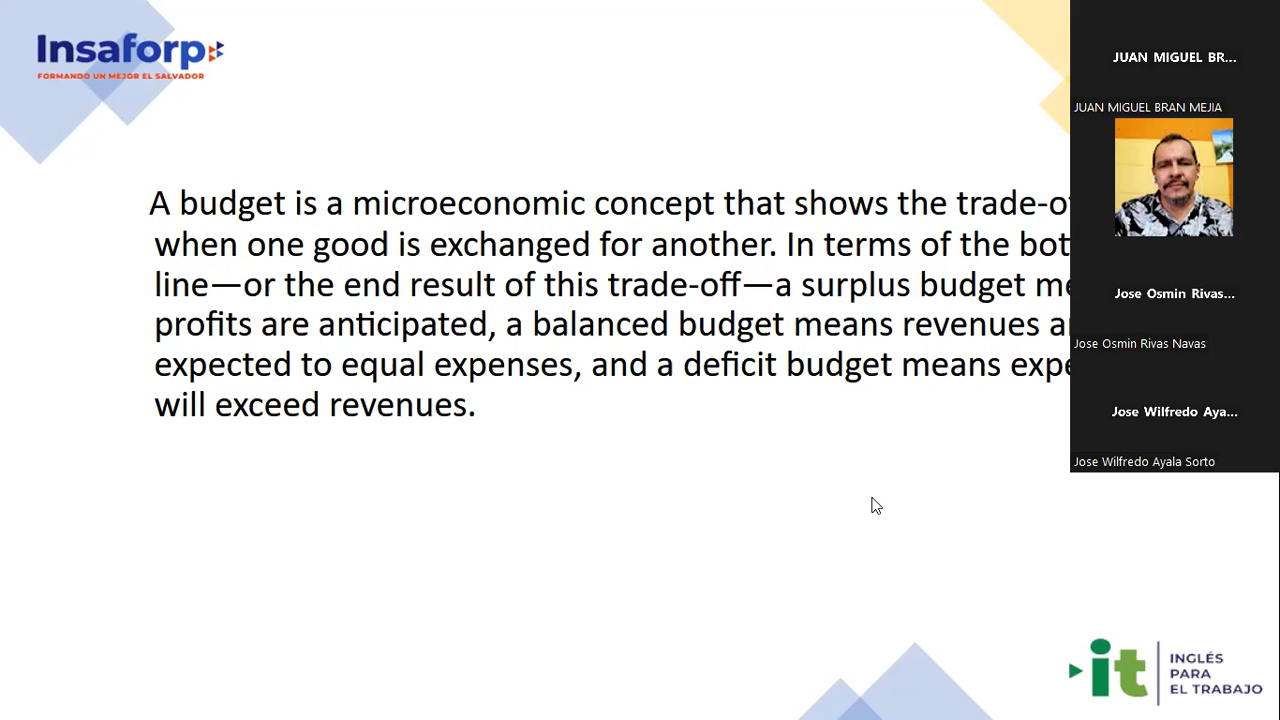 Insaforp
FORMANDO UN MEJOR EL SALVADOR
A budget is a microeconomic concept that shows the
when one good is exchanged for another. In terms of the
line—or the end result of this trade-off—a surplus budget
profits are anticipated, a balanced budget means revenues
expected to equal expenses, and a deficit budget means
will exceed revenues.
JUAN MIGUEL BR...
JUAN MIGUEL BRAN MEJIA
Jose Osmin Rivas...
Jose Osmin Rivas Navas
Jose Wilfredo Aya...
Jose Wilfredo Ayala Sorto
it
INGLÉS
PARA
EL TRABAJO